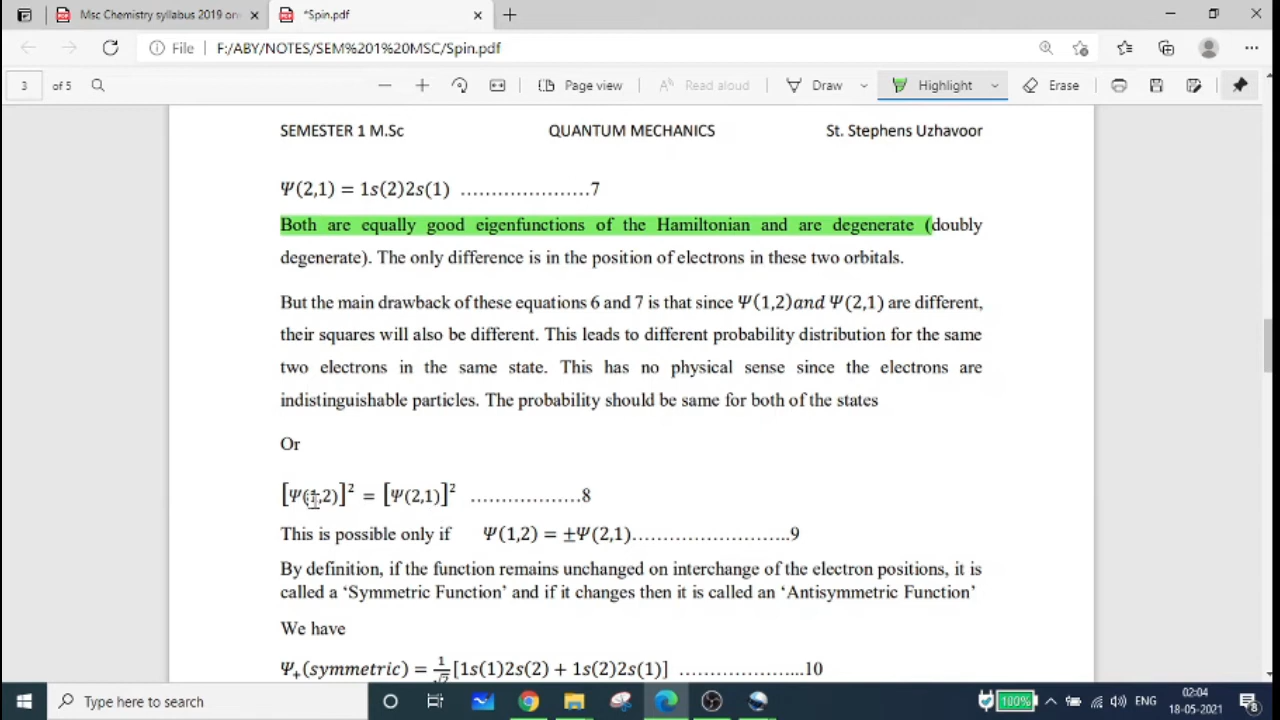 Msc Chemistry syllabus 2019 on
*Spin.pdf
File F:/ABY/NOTES/SEM%201%20MSC/Spin.pdf
3 of 5 Page view Read aloud Draw Highlight Erase
SEMESTER 1 M.Sc QUANTUM MECHANICS St. Stephens Uzhavoor
Ψ(2,1) = 1s(2)2s(1) …………………7
Both are equally good eigenfunctions of the Hamiltonian and are degenerate (doubly
degenerate). The only difference is in the position of electrons in these two orbitals.
But the main drawback of these equations 6 and 7 is that since Ψ(1,2)and Ψ(2,1) are different,
their squares will also be different. This leads to different probability distribution for the same
two electrons in the same state. This has no physical sense since the electrons are
indistinguishable particles. The probability should be same for both of the states
Or
[Ψ(1,2)]² = [Ψ(2,1)]² ………………8
This is possible only if Ψ(1,2) = ±Ψ(2,1)……………………..9
By definition, if the function remains unchanged on interchange of the electron positions, it is
called a ‘Symmetric Function’ and if it changes then it is called an ‘Antisymmetric Function’
We have
Ψ₊(symmetric) = 1/√2 [1s(1)2s(2) + 1s(2)2s(1)] ………………...10
Type here to search
100% ENG 02:04
18-05-2021 8